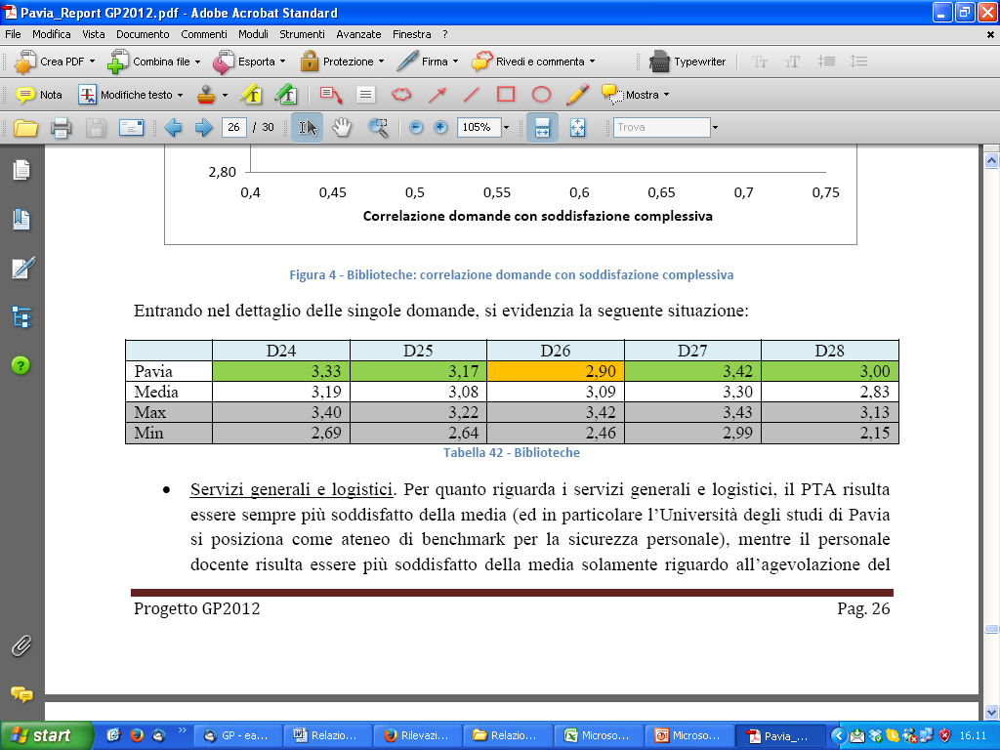 Pavia_Report GP2012.pdf - Adobe Acrobat Standard
File Modifica Vista Documento Commenti Moduli Strumenti Avanzate Finestra ?
Crea PDF Combina file Esporta Protezione Firma Rivedi e commenta Typewriter
Nota Modifiche testo Mostra
26 / 30 105% Trova
2,80
0,4 0,45 0,5 0,55 0,6 0,65 0,7 0,75
Correlazione domande con soddisfazione complessiva
Figura 4 - Biblioteche: correlazione domande con soddisfazione complessiva
Entrando nel dettaglio delle singole domande, si evidenzia la seguente situazione:
D24 D25 D26 D27 D28
Pavia 3,33 3,17 2,90 3,42 3,00
Media 3,19 3,08 3,09 3,30 2,83
Max 3,40 3,22 3,42 3,43 3,13
Min 2,69 2,64 2,46 2,99 2,15
Tabella 42 - Biblioteche
• Servizi generali e logistici. Per quanto riguarda i servizi generali e logistici, il PTA risulta
essere sempre più soddisfatto della media (ed in particolare l'Università degli studi di Pavia
si posiziona come ateneo di benchmark per la sicurezza personale), mentre il personale
docente risulta essere più soddisfatto della media solamente riguardo all'agevolazione del
Progetto GP2012 Pag. 26
start GP - ea... Relazio... Rilevazi... Relazio... Microso... Microso... Pavia_... 16.11